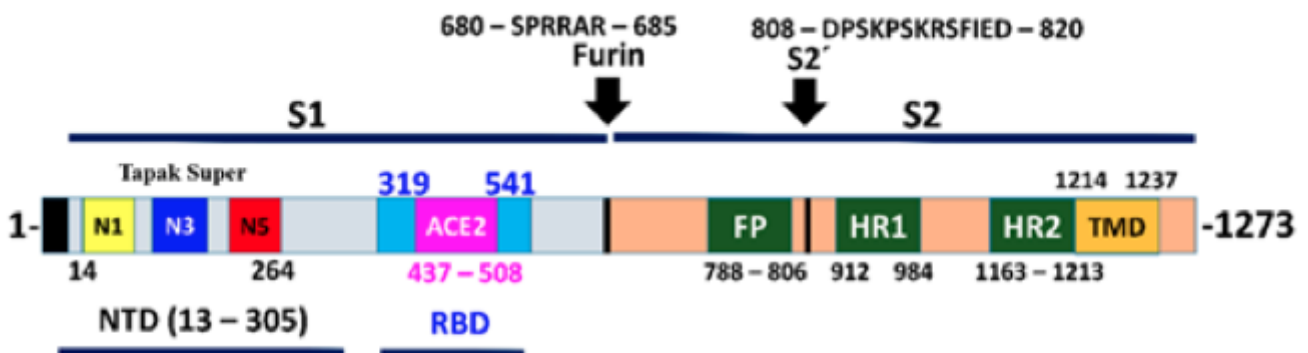 680 – SPRRAR – 685
Furin
808 – DPSKPSKRSFIED – 820
S2´
S1
S2
Tapak Super
319
541
1214
1237
1-
N1
N3
N5
ACE2
FP
HR1
HR2
TMD
-1273
14
264
437 – 508
788 – 806
912
984
1163 – 1213
NTD (13 – 305)
RBD